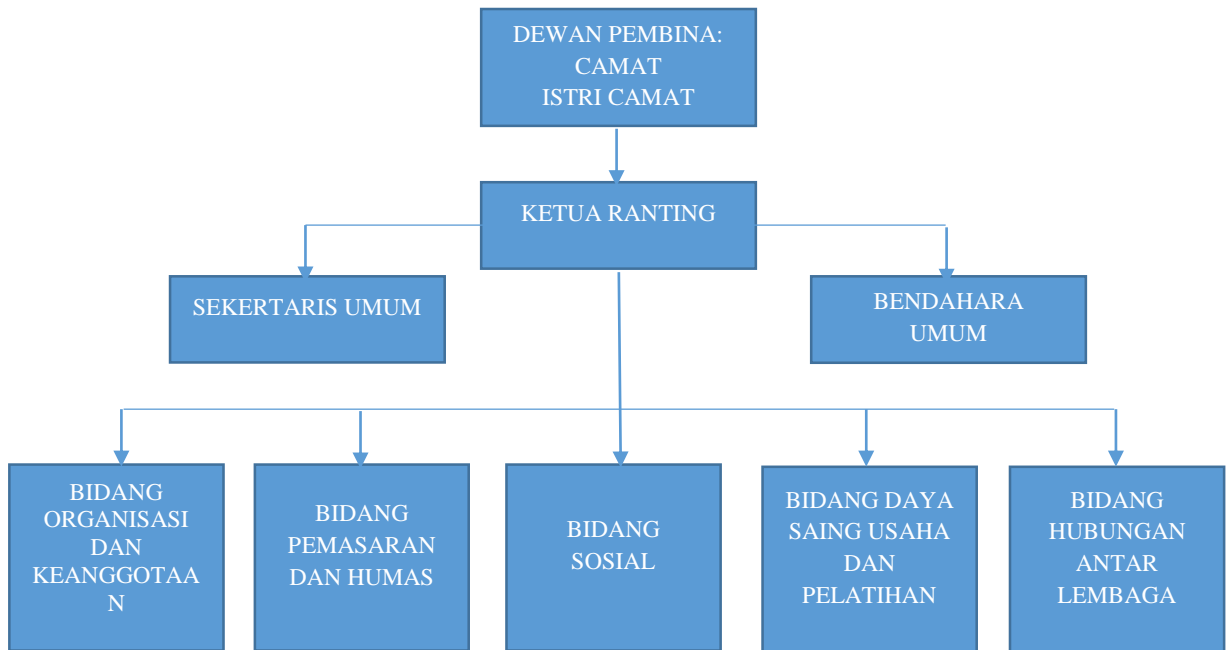 DEWAN PEMBINA:
CAMAT
ISTRI CAMAT
KETUA RANTING
SEKERTARIS UMUM
BENDAHARA
UMUM
BIDANG
ORGANISASI
DAN
KEANGGOTAA
N
BIDANG
PEMASARAN
DAN HUMAS
BIDANG
SOSIAL
BIDANG DAYA
SAING USAHA
DAN
PELATIHAN
BIDANG
HUBUNGAN
ANTAR
LEMBAGA